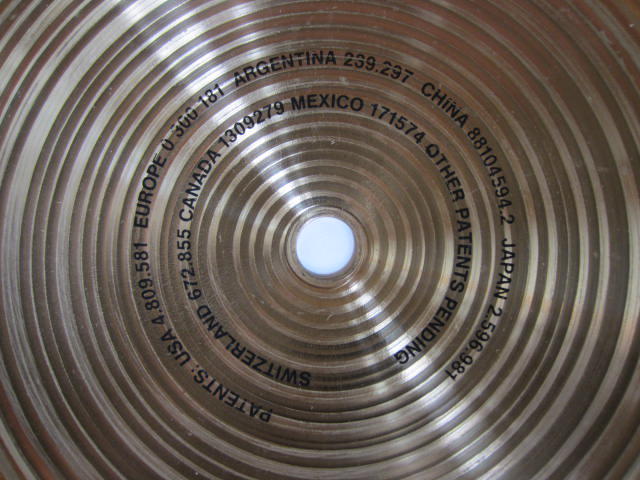 PATENTS: USA 4.809.581 EUROPE 0 300 181 ARGENTINA 239.297 CHINA 88104594.2 JAPAN 2.596.981
SWITZERLAND 672.855 CANADA 1309279 MEXICO 171574 OTHER PATENTS PENDING